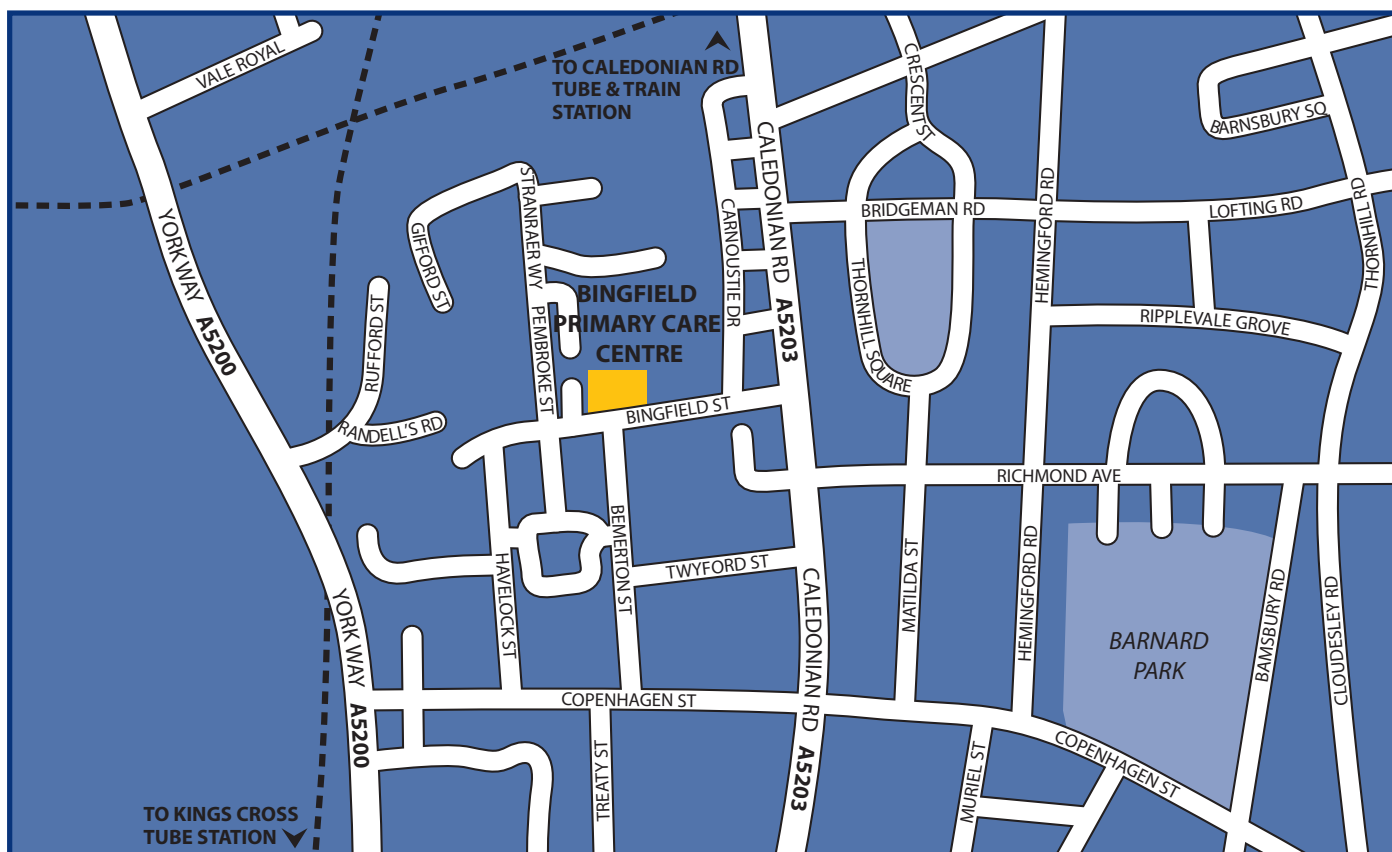 VALE ROYAL
TO CALEDONIAN RD
TUBE & TRAIN
STATION
CRESCENT ST
BARNSBURY SQ
CALEDONIAN RD A5203
YORK WAY A5200
STRANRAER WY
GIFFORD ST
CARNOUSTIE DR
BRIDGEMAN RD
HEMINGFORD RD
LOFTING RD
THORNHILL RD
THORNHILL SQUARE
RIPPLEVALE GROVE
RUFFORD ST
PEMBROKE ST
BINGFIELD
PRIMARY CARE
CENTRE
RANDELL'S RD
BINGFIELD ST
RICHMOND AVE
HAVELOCK ST
BEMERTON ST
TWYFORD ST
MATILDA ST
HEMINGFORD RD
BARNARD
PARK
BAMSBURY RD
CLOUDESLEY RD
YORK WAY A5200
COPENHAGEN ST
CALEDONIAN RD A5203
TREATY ST
MURIEL ST
COPENHAGEN ST
TO KINGS CROSS
TUBE STATION